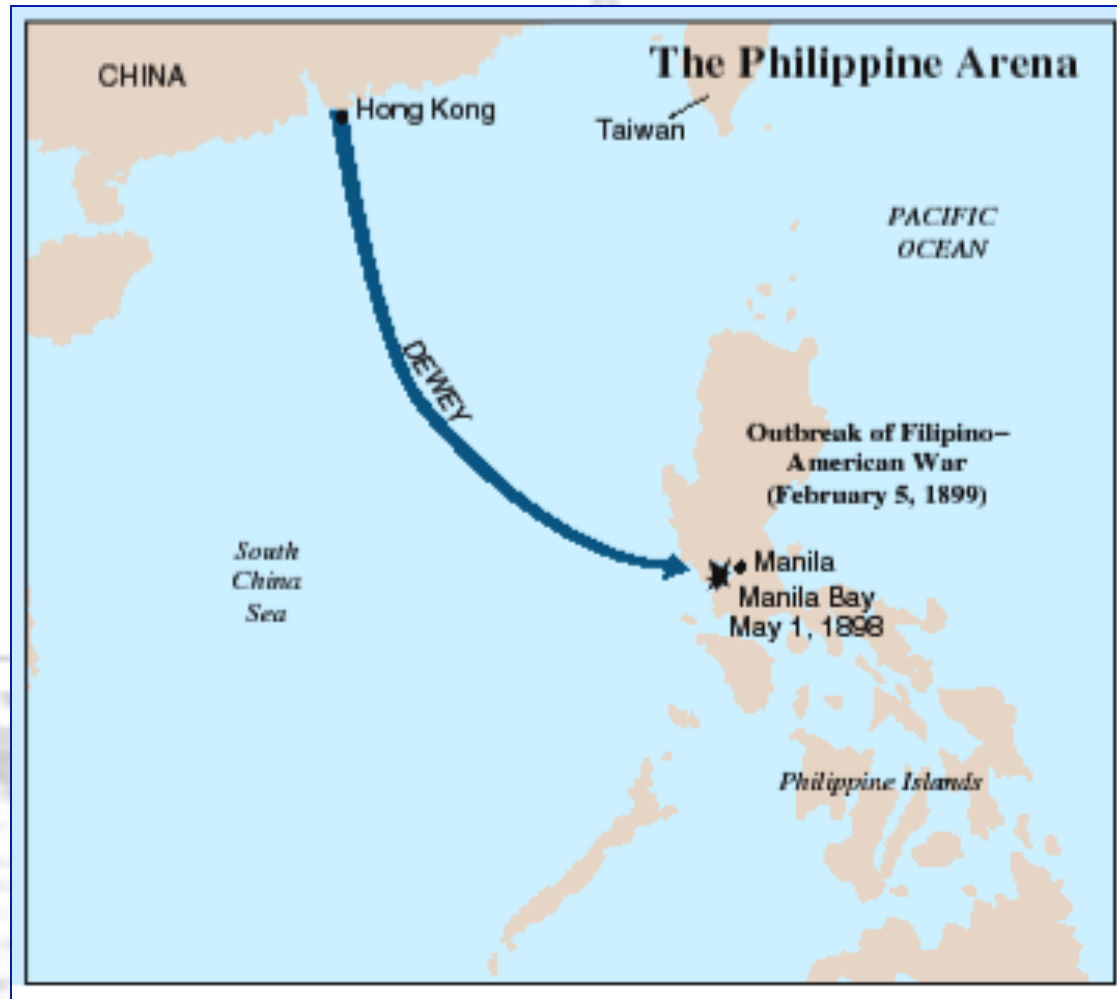 The Philippine Arena
CHINA
Hong Kong
Taiwan
PACIFIC
OCEAN
DEWEY
Outbreak of Filipino–
American War
(February 5, 1899)
South
China
Sea
Manila
Manila Bay
May 1, 1898
Philippine Islands